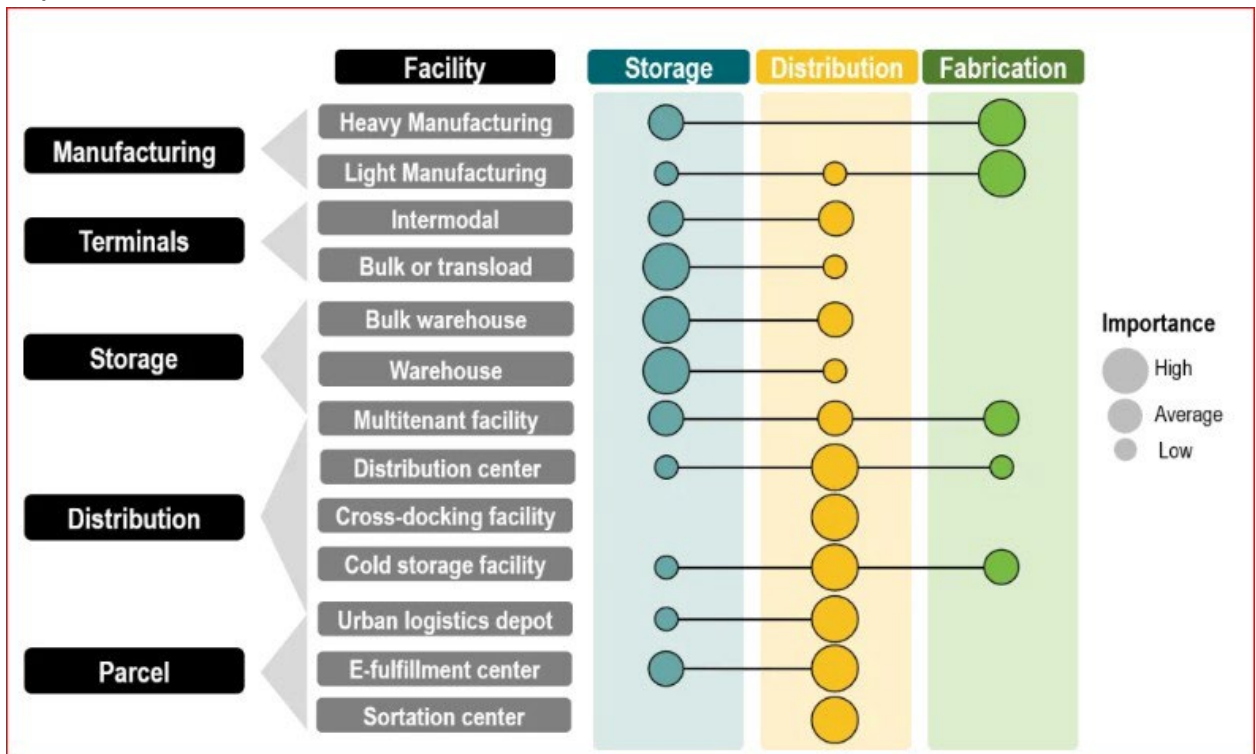 Facility
Storage
Distribution
Fabrication
Manufacturing
Heavy Manufacturing
Light Manufacturing
Terminals
Intermodal
Bulk or transload
Storage
Bulk warehouse
Warehouse
Distribution
Multitenant facility
Distribution center
Cross-docking facility
Cold storage facility
Parcel
Urban logistics depot
E-fulfillment center
Sortation center
Importance
High
Average
Low